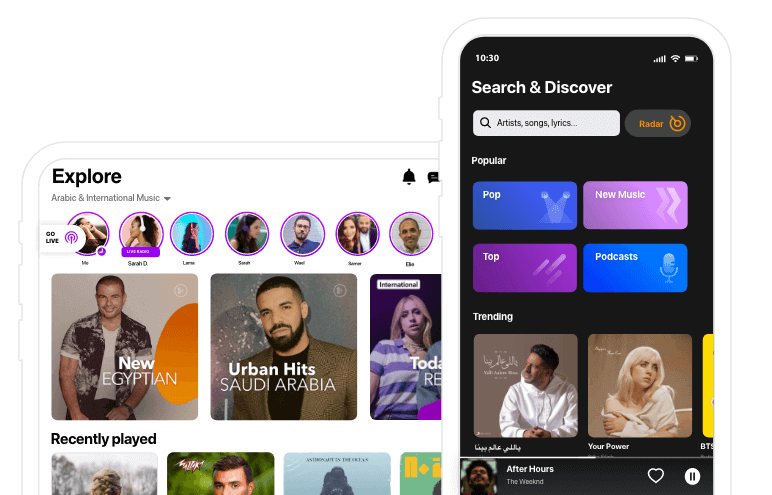 Explore
Arabic & International Music
GO
LIVE
LIVE RADIO
Me
Sarah D.
Lama
Sarah
Wael
Samer
Elie
New
EGYPTIAN
Urban Hits
SAUDI ARABIA
International
Toda
RE
Recently played
10:30
Search & Discover
Artists, songs, lyrics...
Radar
Popular
Pop
New Music
Top
Podcasts
Trending
ياللي عالم بينا
Your Power
BTS
After Hours
The Weeknd